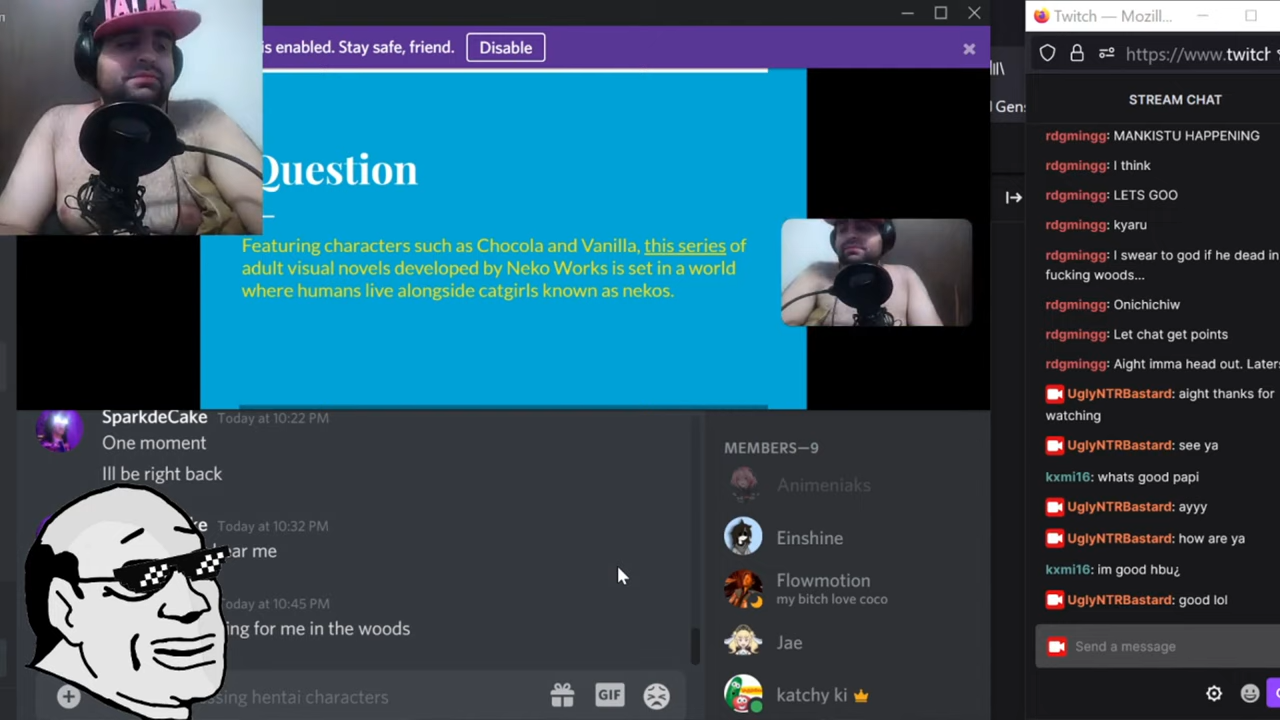 is enabled. Stay safe, friend.
Disable
Question
Featuring characters such as Chocola and Vanilla, this series of
adult visual novels developed by Neko Works is set in a world
where humans live alongside catgirls known as nekos.
SparkdeCake Today at 10:22 PM
One moment
Ill be right back
ke Today at 10:32 PM
ear me
Today at 10:45 PM
ing for me in the woods
ssing hentai characters
GIF
MEMBERS—9
Animeniaks
Einshine
Flowmotion
my bitch love coco
Jae
katchy ki
Gens
Twitch — Mozill...
https://www.twitch
STREAM CHAT
rdgmingg: MANKISTU HAPPENING
rdgmingg: I think
rdgmingg: LETS GOO
rdgmingg: kyaru
rdgmingg: I swear to god if he dead in
fucking woods...
rdgmingg: Onichichiw
rdgmingg: Let chat get points
rdgmingg: Aight imma head out. Later
UglyNTRBastard: aight thanks for
watching
UglyNTRBastard: see ya
kxmi16: whats good papi
UglyNTRBastard: ayyy
UglyNTRBastard: how are ya
kxmi16: im good hbu¿
UglyNTRBastard: good lol
Send a message